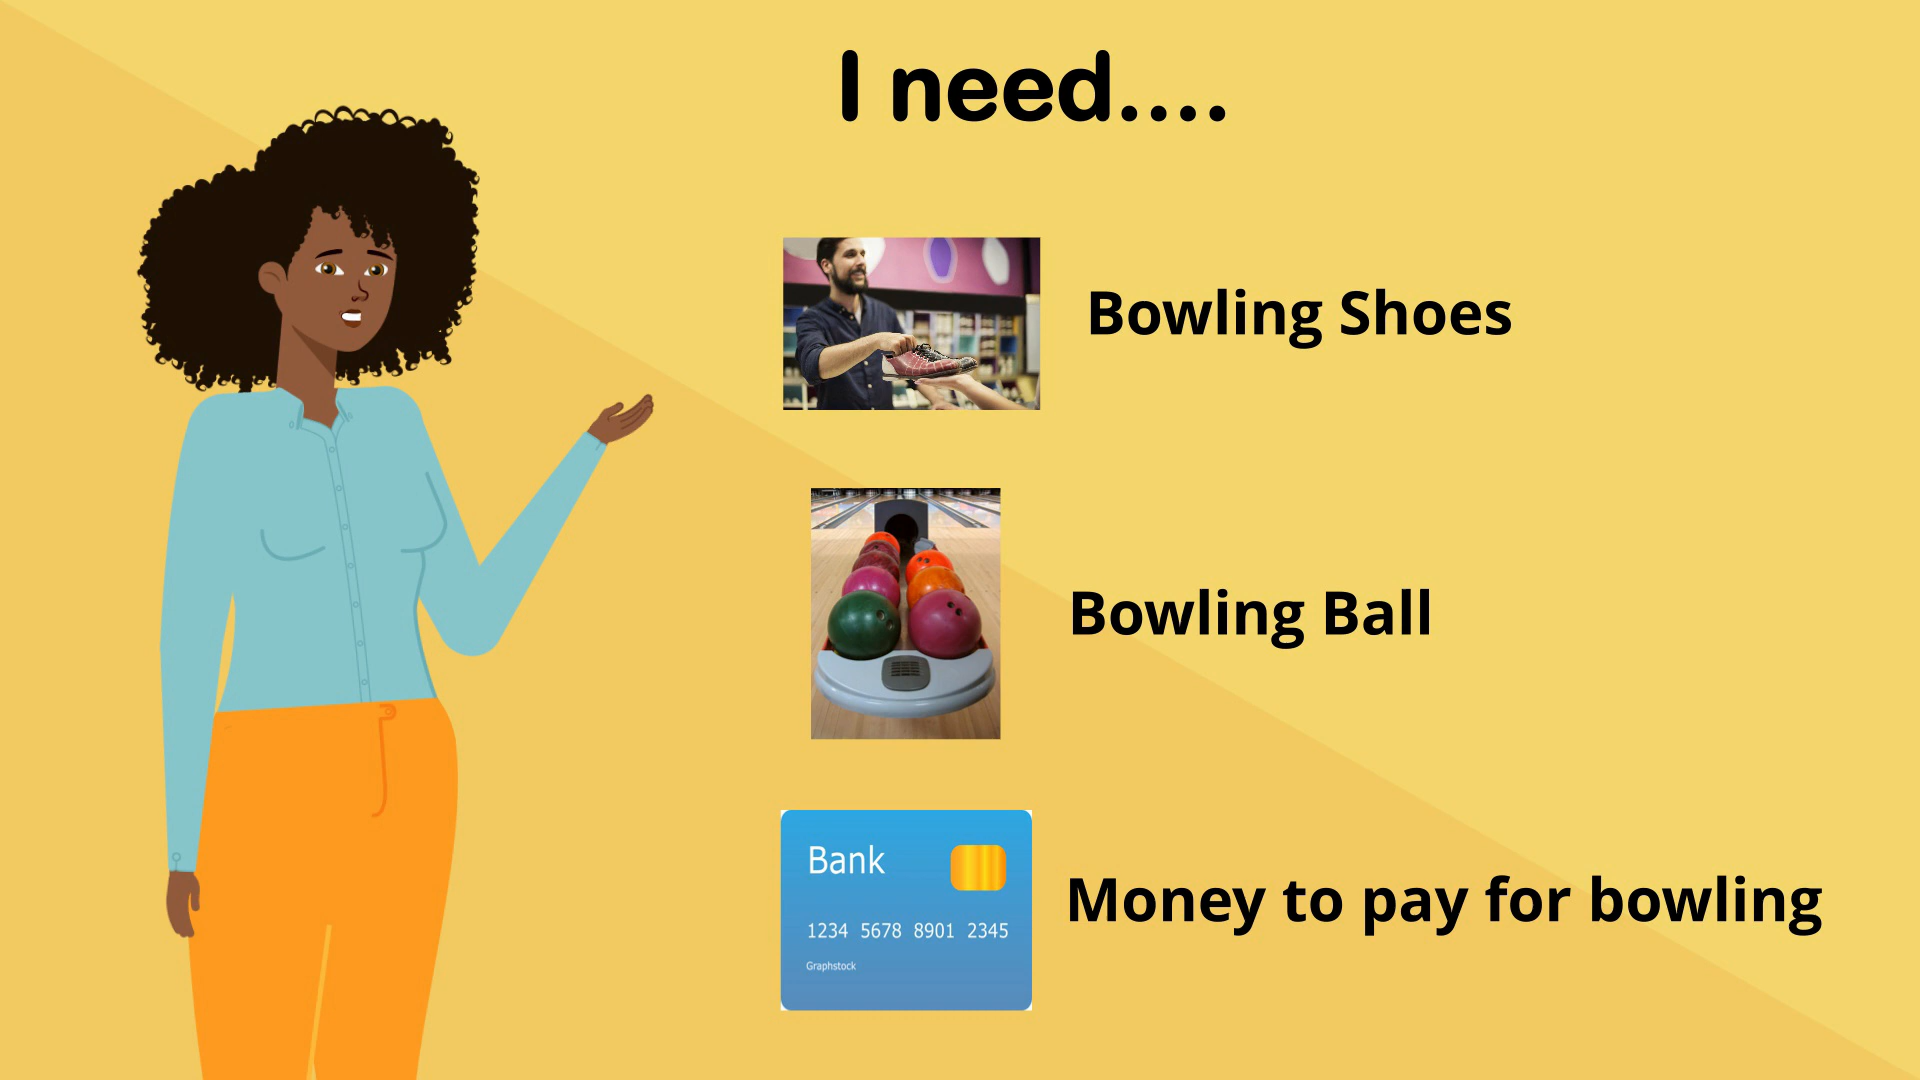 I need....
Bowling Shoes
Bowling Ball
Bank
1234 5678 8901 2345
Graphstock
Money to pay for bowling